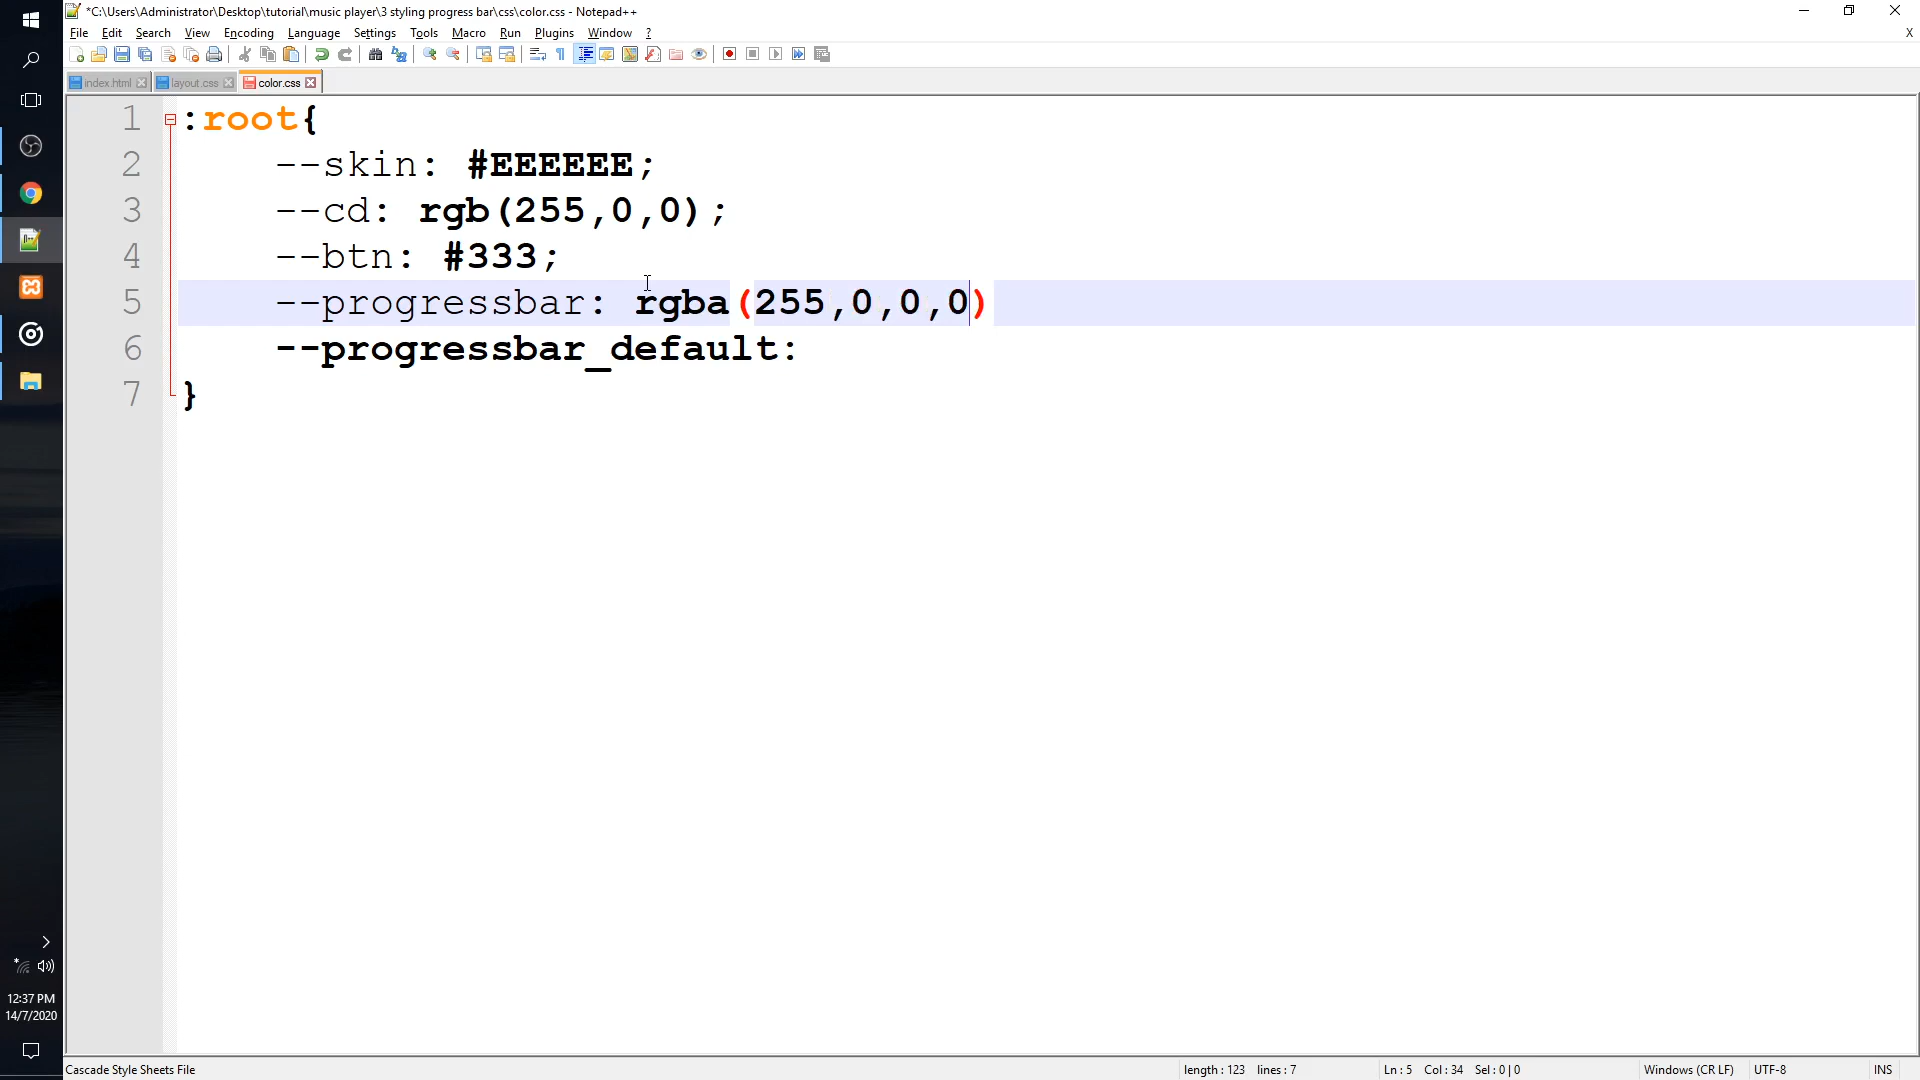 *C:\Users\Administrator\Desktop\tutorial\music player\3 styling progress bar\css\color.css - Notepad++
File Edit Search View Encoding Language Settings Tools Macro Run Plugins Window ? X
index.html layout.css color.css
1 :root{
2 --skin: #EEEEEE;
3 --cd: rgb(255,0,0);
4 --btn: #333;
5 --progressbar: rgba(255,0,0,0)
6 --progressbar_default:
7 }
12:37 PM
14/7/2020
Cascade Style Sheets File length : 123 lines : 7 Ln : 5 Col : 34 Sel : 0 | 0 Windows (CR LF) UTF-8 INS